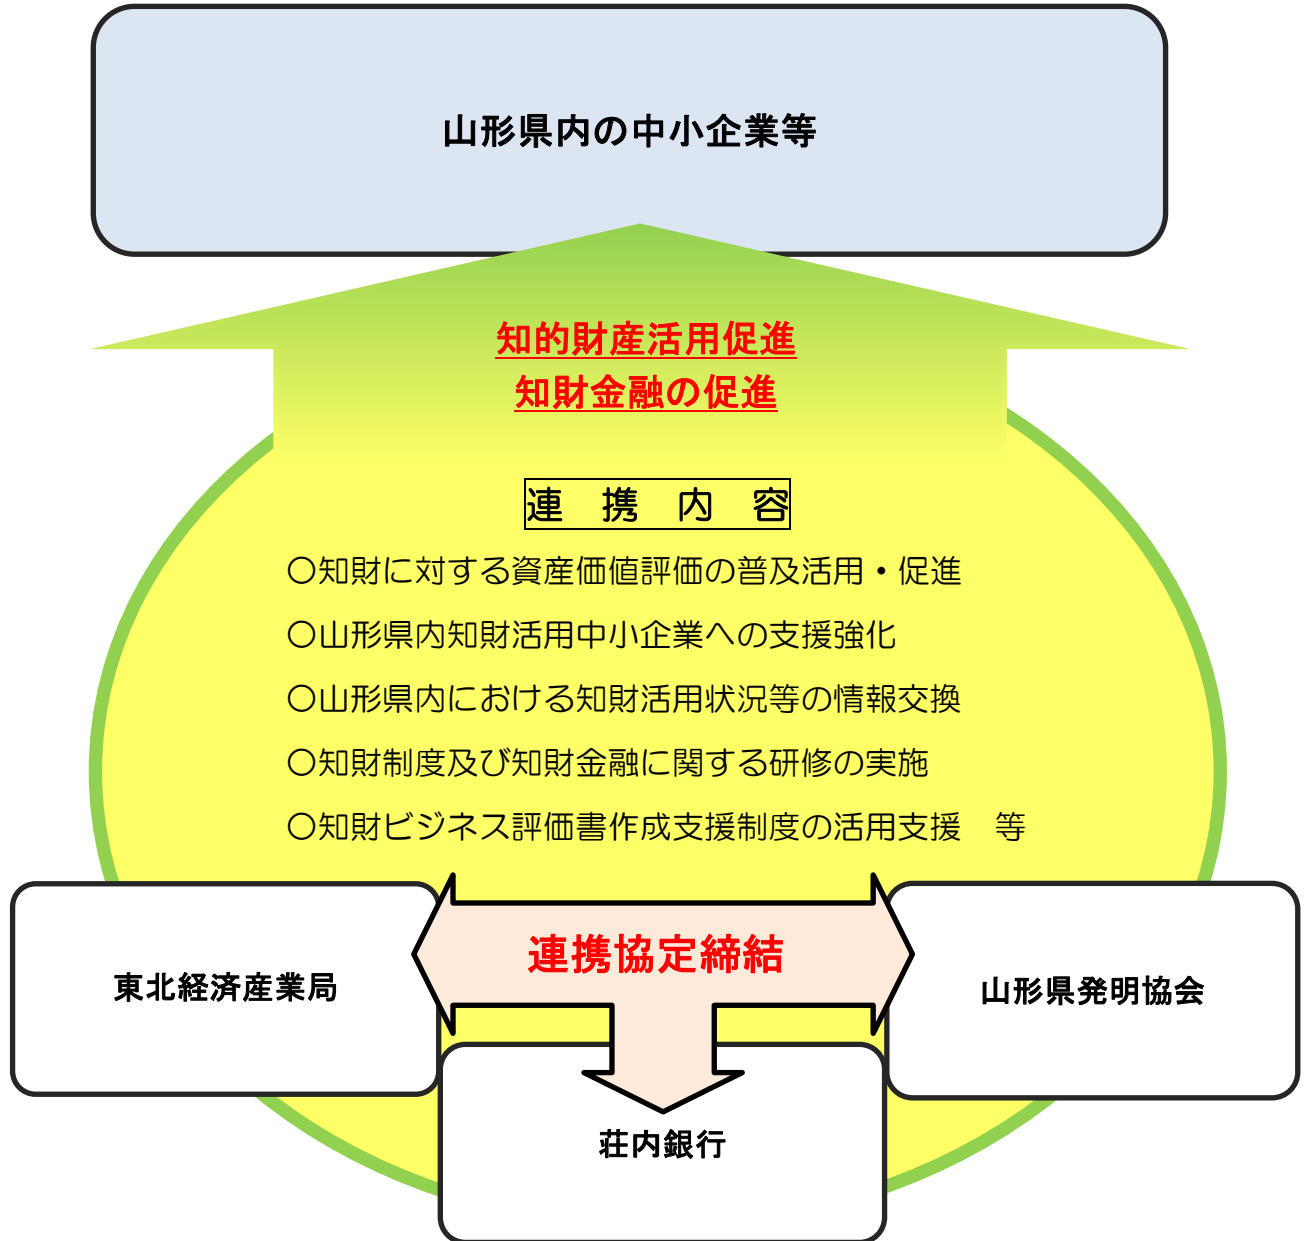 山形県内の中小企業等
知的財産活用促進
知財金融の促進
連　携　内　容
○知財に対する資産価値評価の普及活用・促進
○山形県内知財活用中小企業への支援強化
○山形県内における知財活用状況等の情報交換
○知財制度及び知財金融に関する研修の実施
○知財ビジネス評価書作成支援制度の活用支援　等
連携協定締結
東北経済産業局
山形県発明協会
荘内銀行